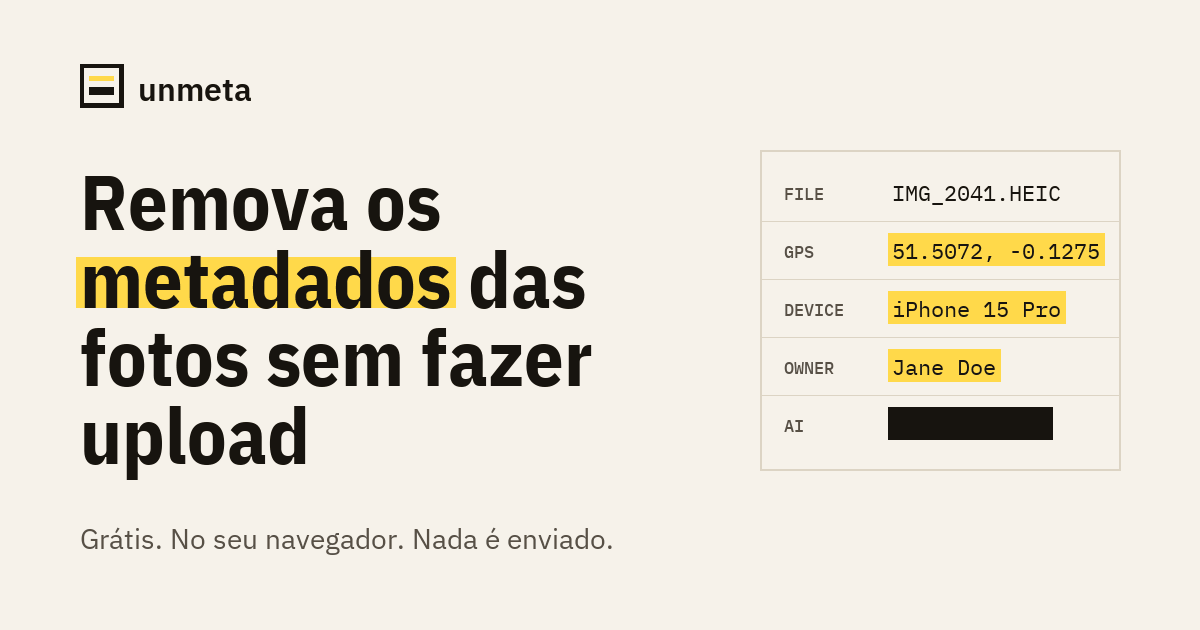 unmeta
Remova os
metadados das
fotos sem fazer
upload
Grátis. No seu navegador. Nada é enviado.
FILE IMG_2041.HEIC
GPS 51.5072, -0.1275
DEVICE iPhone 15 Pro
OWNER Jane Doe
AI